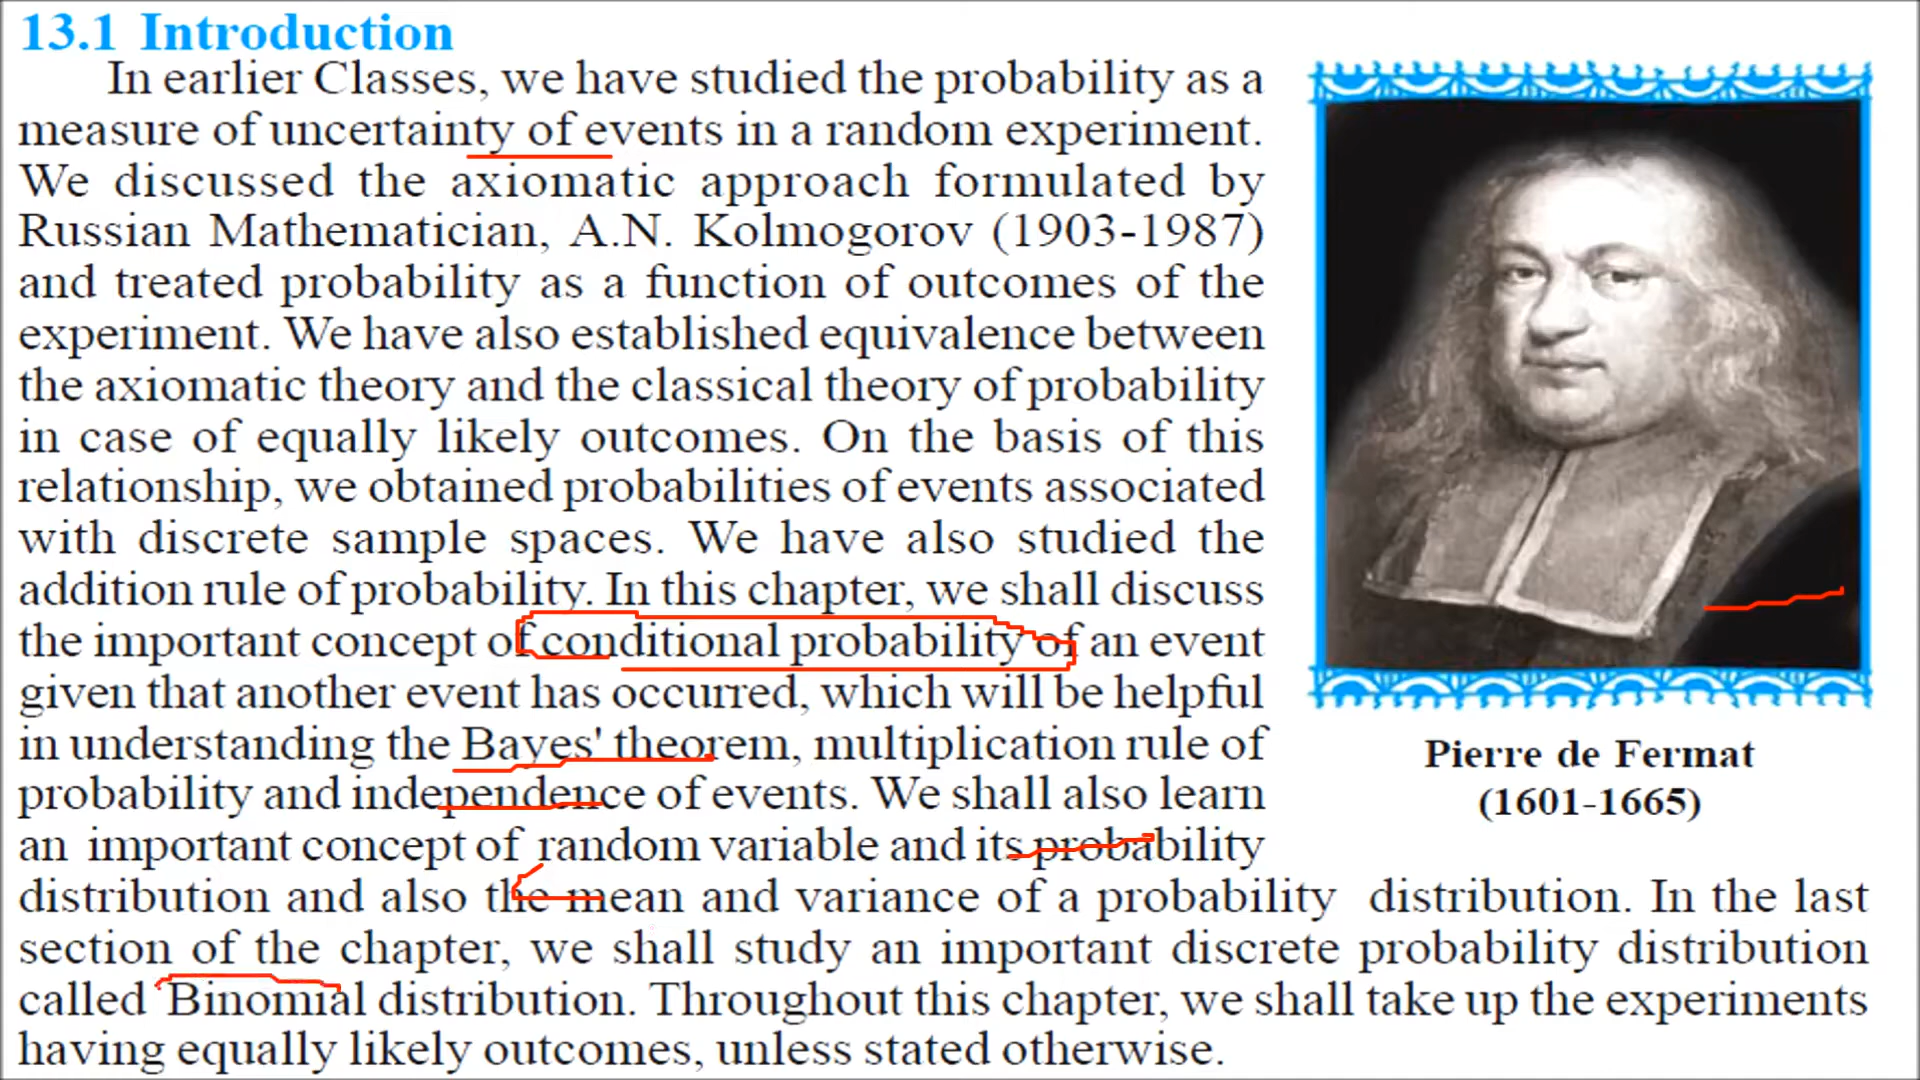 13.1 Introduction
In earlier Classes, we have studied the probability as a
measure of uncertainty of events in a random experiment.
We discussed the axiomatic approach formulated by
Russian Mathematician, A.N. Kolmogorov (1903-1987)
and treated probability as a function of outcomes of the
experiment. We have also established equivalence between
the axiomatic theory and the classical theory of probability
in case of equally likely outcomes. On the basis of this
relationship, we obtained probabilities of events associated
with discrete sample spaces. We have also studied the
addition rule of probability. In this chapter, we shall discuss
the important concept of conditional probability of an event
given that another event has occurred, which will be helpful
in understanding the Bayes' theorem, multiplication rule of
probability and independence of events. We shall also learn
an important concept of random variable and its probability
distribution and also the mean and variance of a probability distribution. In the last
section of the chapter, we shall study an important discrete probability distribution
called Binomial distribution. Throughout this chapter, we shall take up the experiments
having equally likely outcomes, unless stated otherwise.
Pierre de Fermat
(1601-1665)